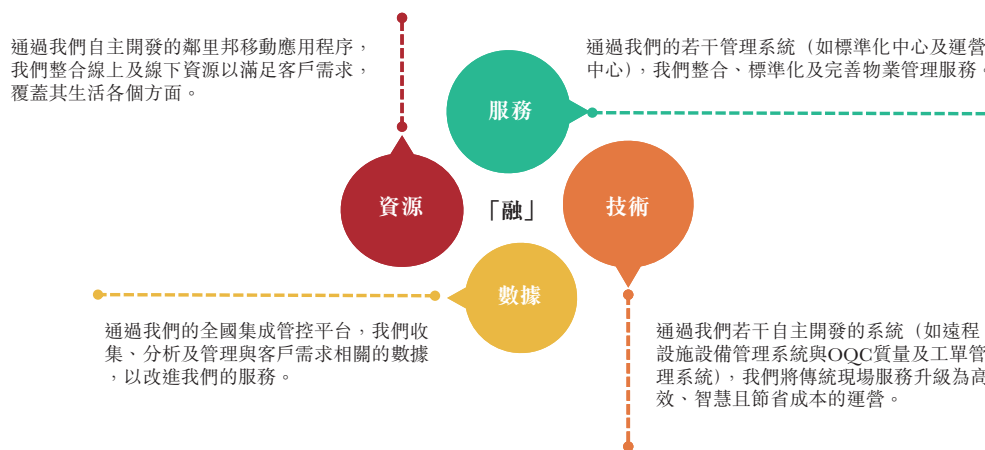 通過我們自主開發的鄰里邦移動應用程序，
我們整合線上及線下資源以滿足客戶需求，
覆蓋其生活各個方面。
通過我們的若干管理系統（如標準化中心及運營
中心），我們整合、標準化及完善物業管理服務。
服務
資源
「融」
技術
數據
通過我們的全國集成管控平台，我們收
集、分析及管理與客戶需求相關的數據
，以改進我們的服務。
通過我們若干自主開發的系統（如遠程
設施設備管理系統與OQC質量及工單管
理系統），我們將傳統現場服務升級為高
效、智慧且節省成本的運營。